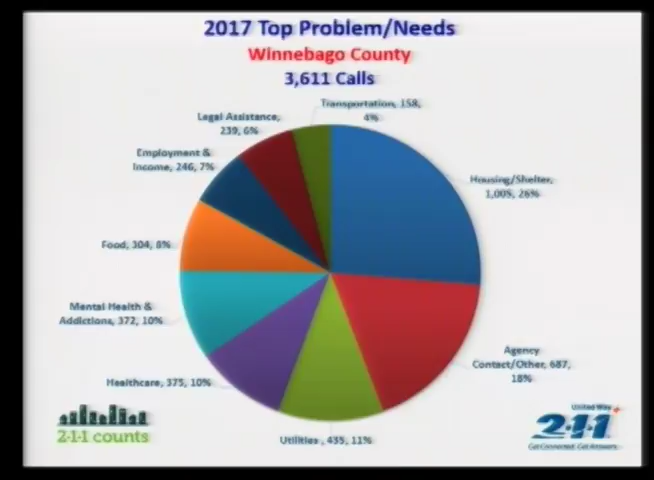 2017 Top Problem/Needs
Winnebago County
3,611 Calls
Transportation, 158,
4%
Legal Assistance,
239, 6%
Employment &
Income, 246, 7%
Housing/Shelter,
1,005, 26%
Food, 304, 8%
Mental Health &
Addictions, 372, 10%
Agency
Contact/Other, 687,
18%
Healthcare, 375, 10%
Utilities , 435, 11%
2·1·1 counts
United Way
2·1·1
Get Connected. Get Answers.